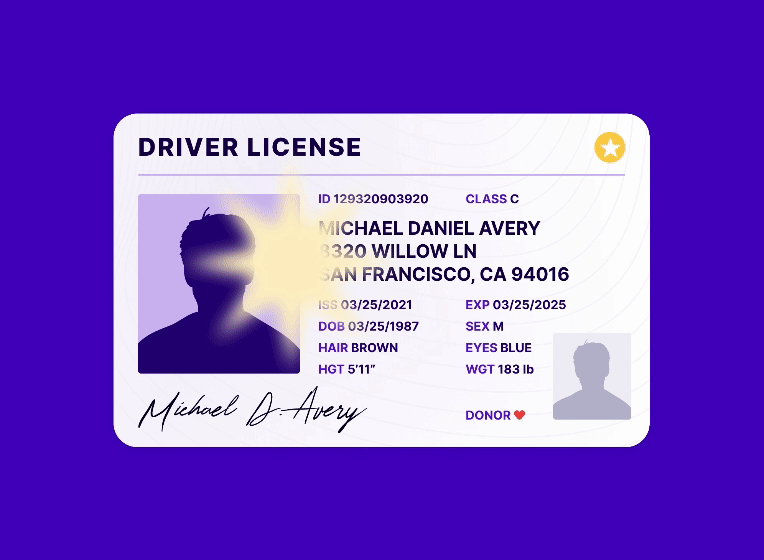 DRIVER LICENSE
ID 129320903920 CLASS C
MICHAEL DANIEL AVERY
8320 WILLOW LN
SAN FRANCISCO, CA 94016
ISS 03/25/2021 EXP 03/25/2025
DOB 03/25/1987 SEX M
HAIR BROWN EYES BLUE
HGT 5'11” WGT 183 lb
Michael D. Avery
DONOR ❤